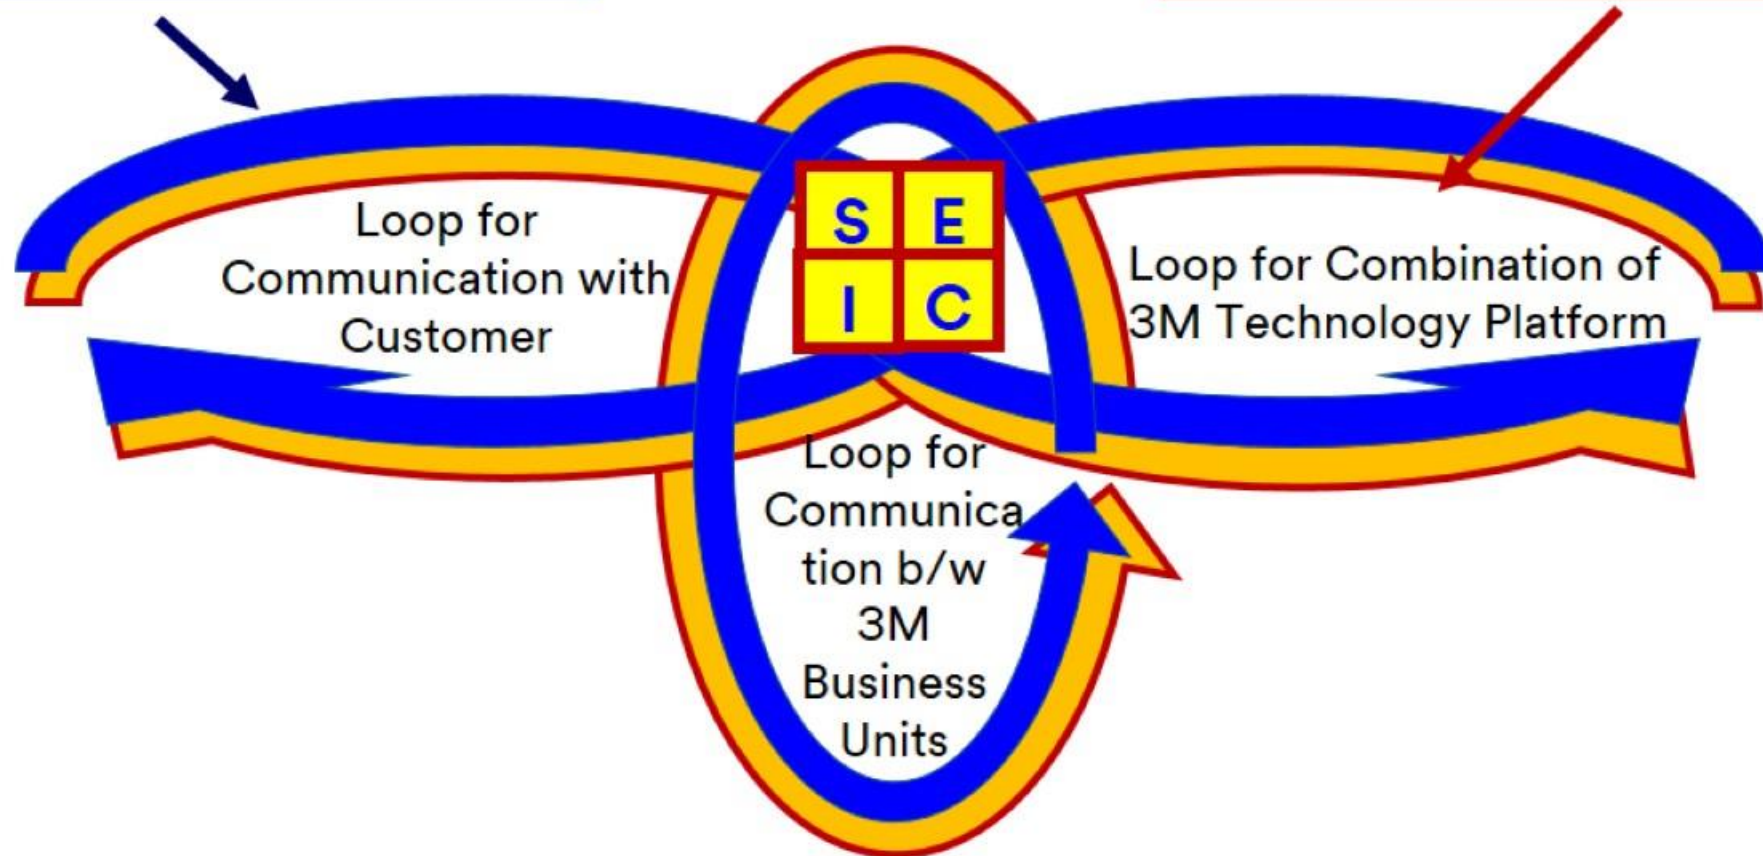 Loop for
Communication with
Customer
S E
I C
Loop for Combination of
3M Technology Platform
Loop for
Communica
tion b/w
3M
Business
Units